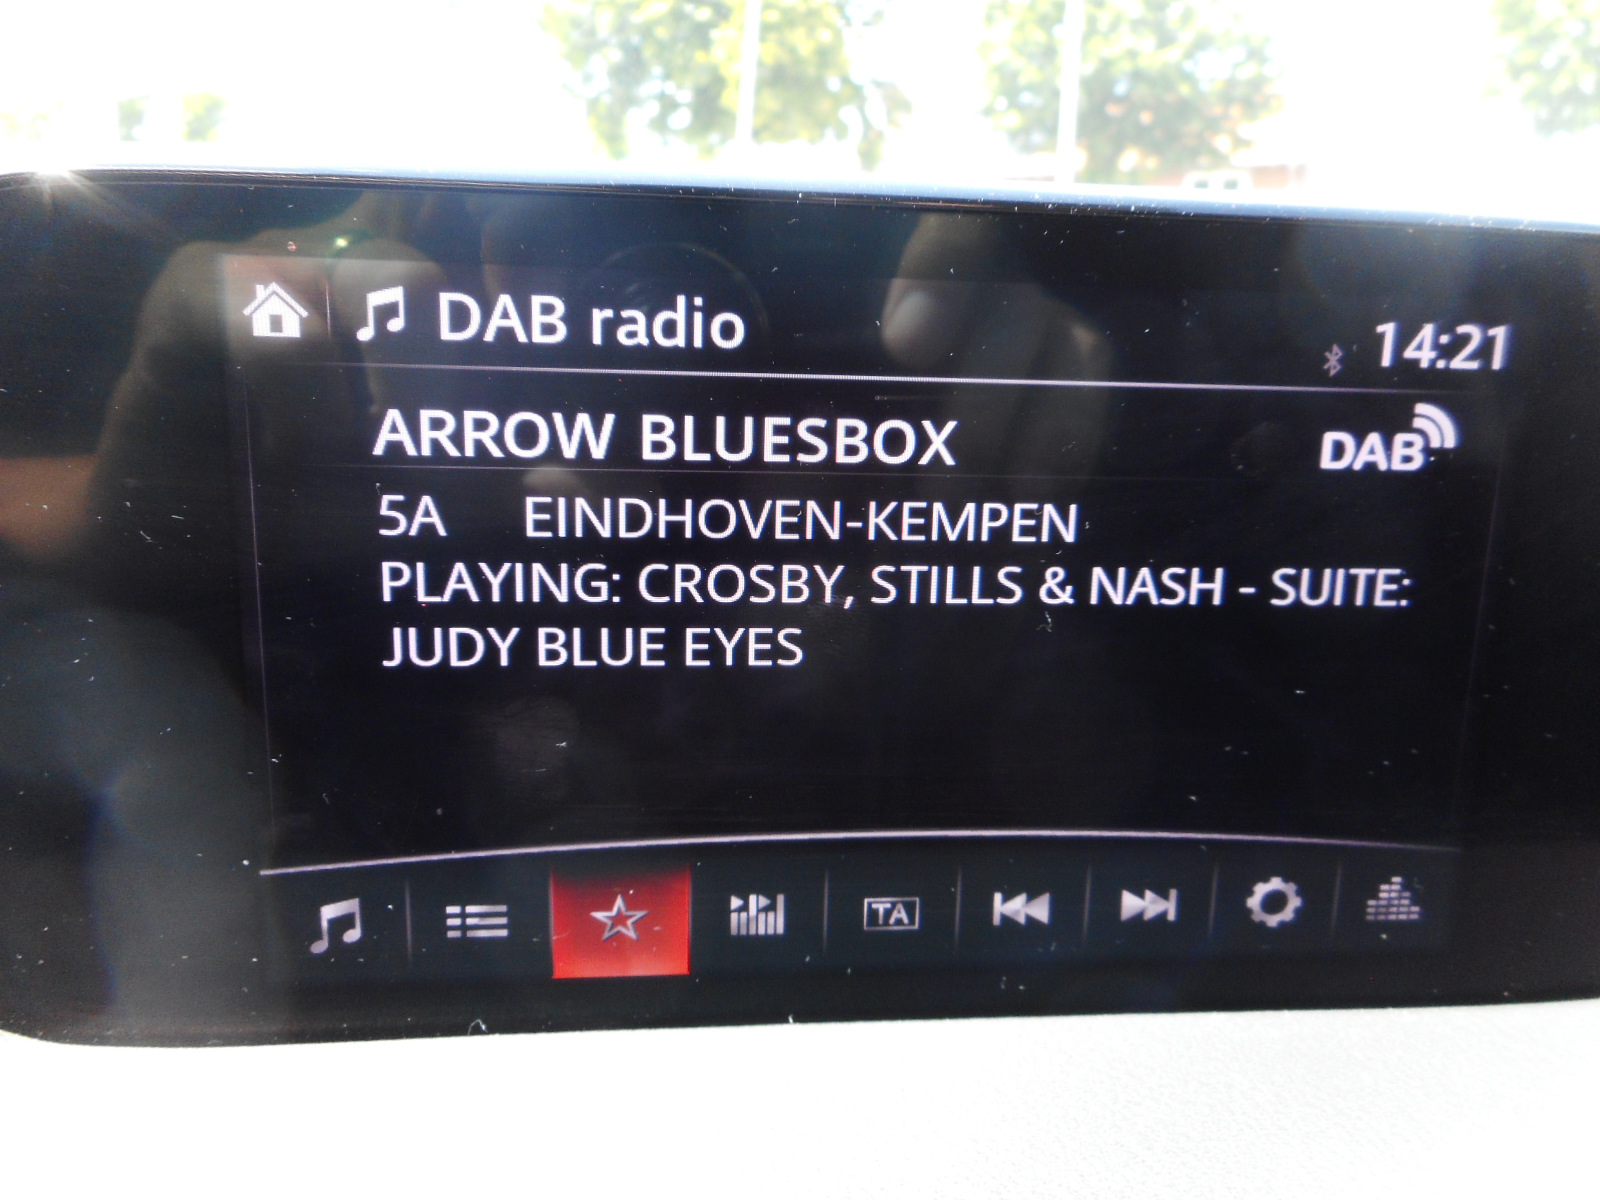 DAB radio
14:21
ARROW BLUESBOX
DAB
5A EINDHOVEN-KEMPEN
PLAYING: CROSBY, STILLS & NASH - SUITE:
JUDY BLUE EYES
TA